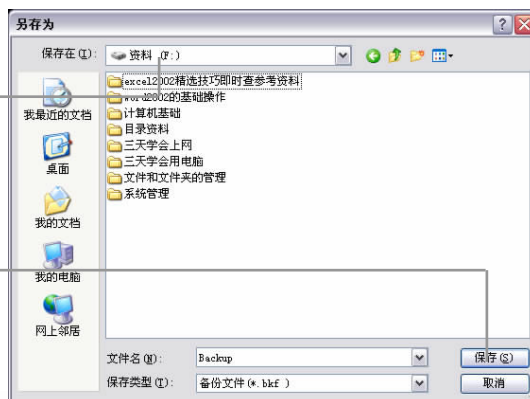 另存为
保存在(I):
资料 (F:)
我最近的文档
桌面
我的文档
我的电脑
网上邻居
excel2002精选技巧即时查参考资料
word2002的基础操作
计算机基础
目录资料
三天学会上网
三天学会用电脑
文件和文件夹的管理
系统管理
文件名(N):
Backup
保存(S)
保存类型(T):
备份文件(*.bkf )
取消